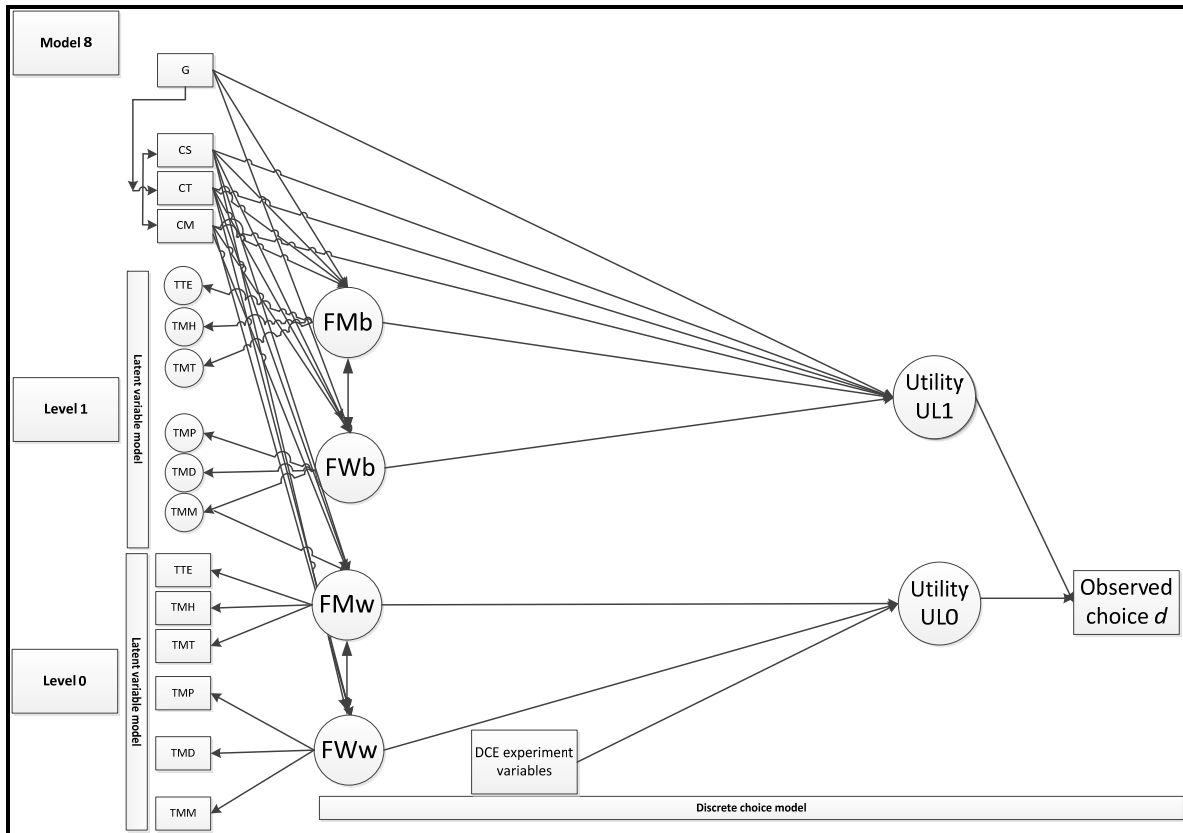 Model 8
G
CS
CT
CM
Level 1
Latent variable model
TTE
TMH
TMT
TMP
TMD
TMM
FMb
FWb
Utility
UL1
Level 0
Latent variable model
TTE
TMH
TMT
TMP
TMD
TMM
FMw
FWw
Utility
UL0
Observed
choice d
DCE experiment
variables
Discrete choice model